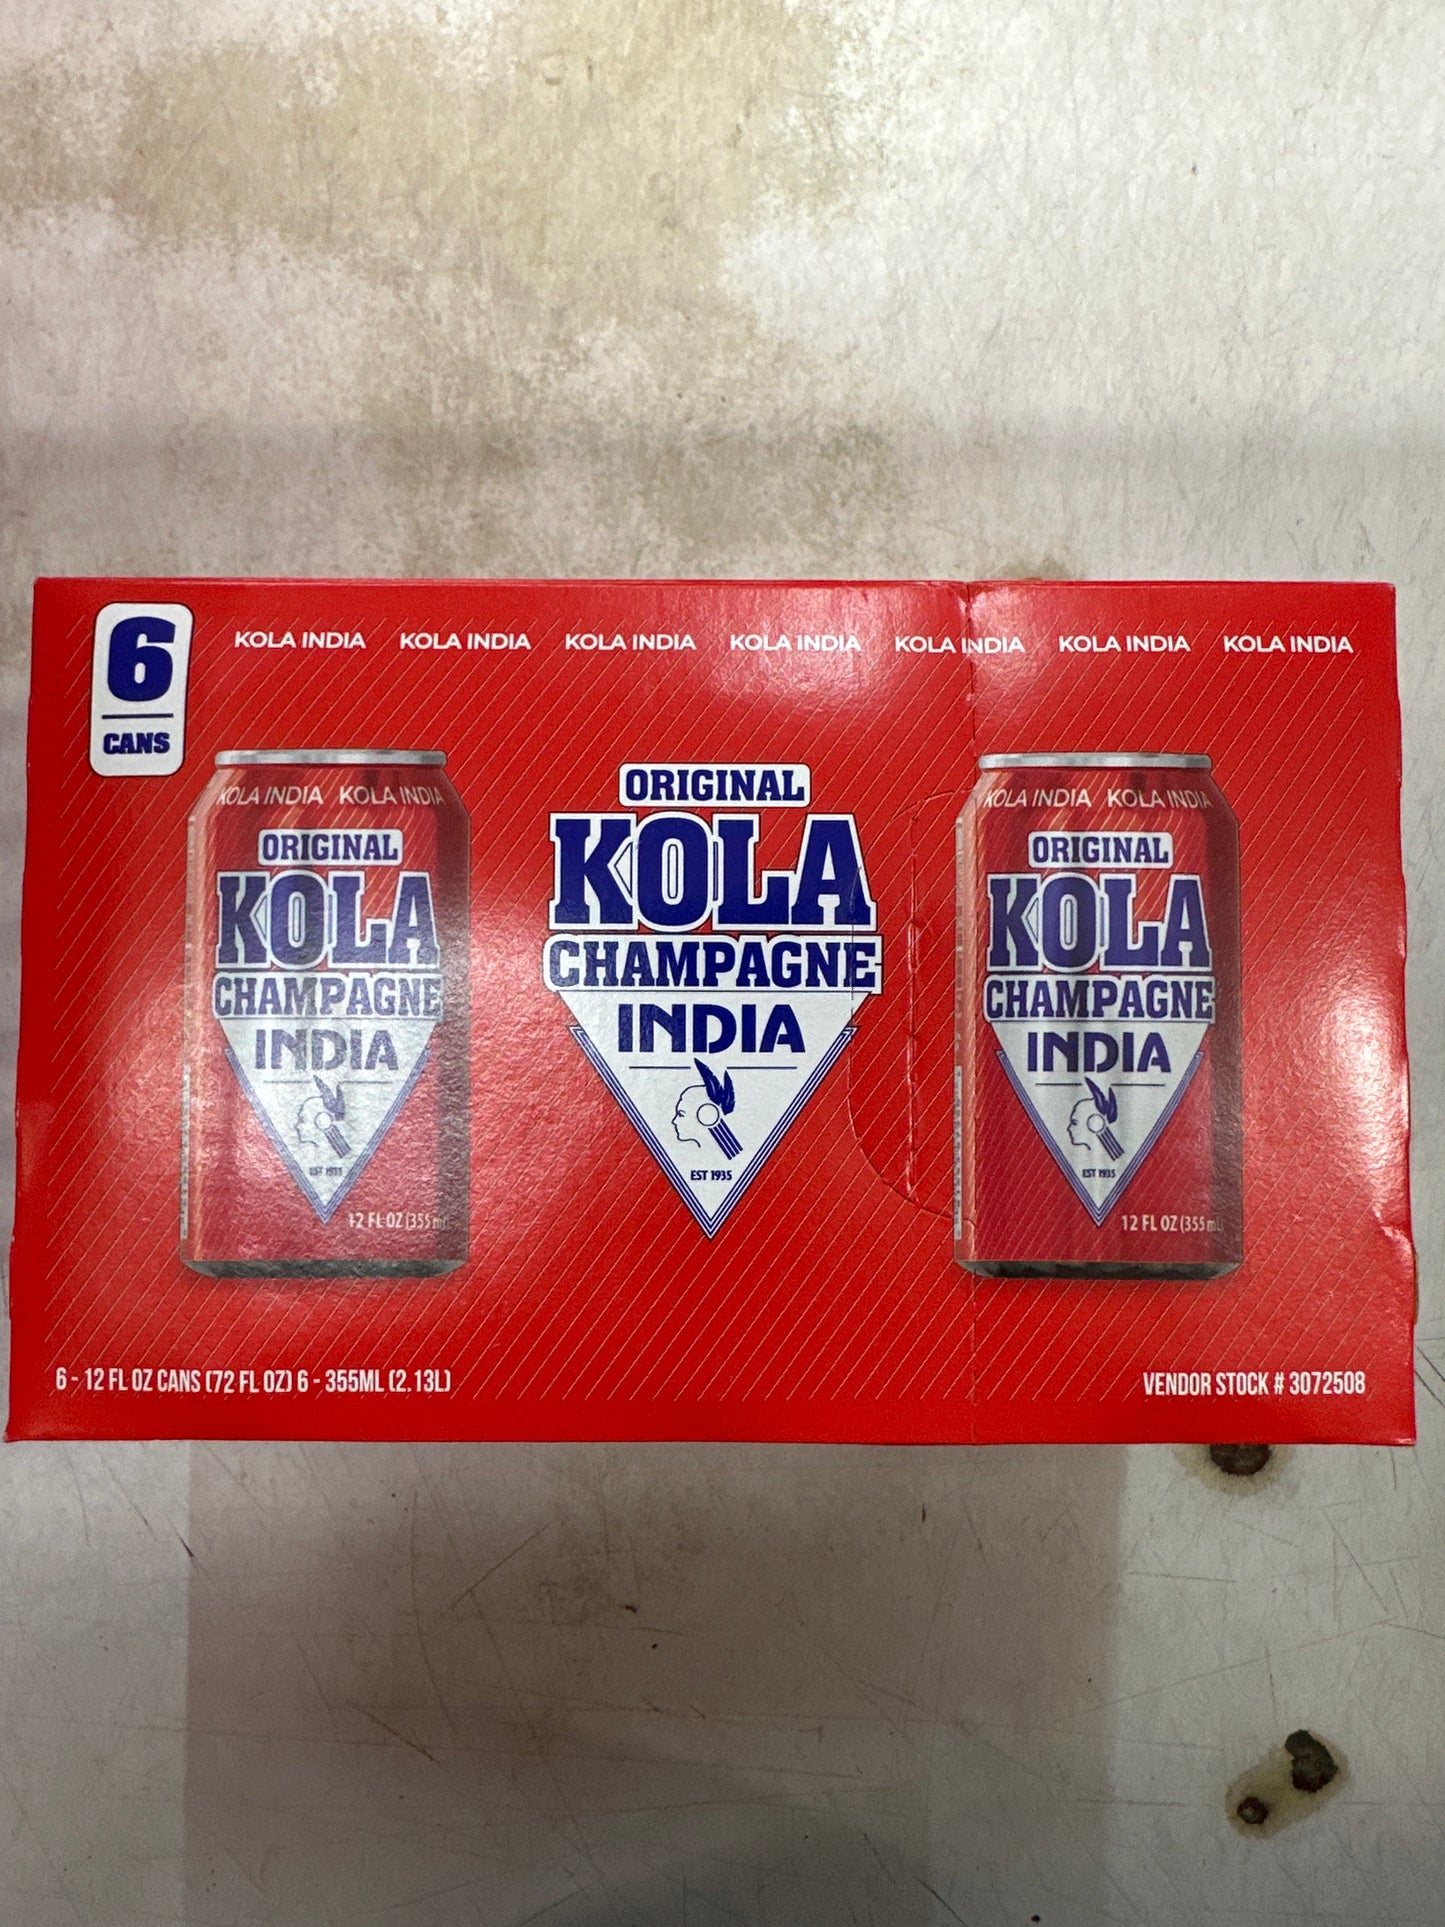 6
CANS
KOLA INDIA KOLA INDIA KOLA INDIA KOLA INDIA KOLA INDIA KOLA INDIA KOLA INDIA
KOLA INDIA KOLA INDIA
ORIGINAL
KOLA
CHAMPAGNE
INDIA
EST 1935
12 FL OZ (355 mL
ORIGINAL
KOLA
CHAMPAGNE
INDIA
EST 1935
KOLA INDIA KOLA INDIA
ORIGINAL
KOLA
CHAMPAGNE
INDIA
EST 1935
12 FL OZ (355 mL
6 - 12 FL OZ CANS (72 FL OZ) 6 - 355ML (2.13L)
VENDOR STOCK # 3072508